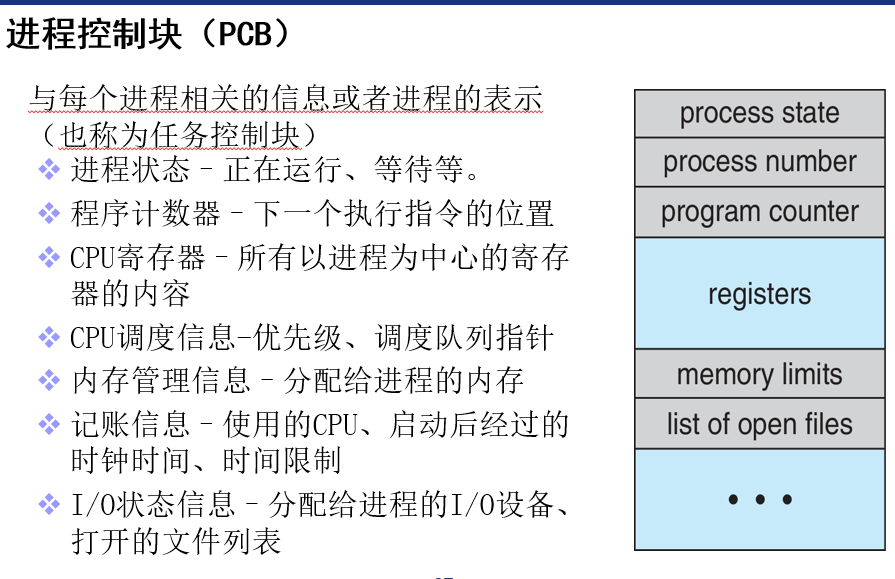 进程控制块（PCB）
与每个进程相关的信息或者进程的表示
（也称为任务控制块）
进程状态 – 正在运行、等待等。
程序计数器 – 下一个执行指令的位置
CPU寄存器 – 所有以进程为中心的寄存
器的内容
CPU调度信息–优先级、调度队列指针
内存管理信息 – 分配给进程的内存
记账信息 – 使用的CPU、启动后经过的
时钟时间、时间限制
I/O状态信息 – 分配给进程的I/O设备、
打开的文件列表
process state
process number
program counter
registers
memory limits
list of open files
• • •